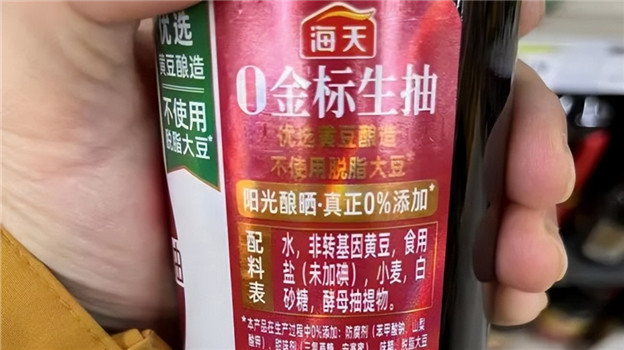 优选
黄豆酿造
不使用
脱脂大豆*
海天
0金标生抽
优选黄豆酿造
不使用脱脂大豆*
阳光酿晒·真正0%添加*
配料表
水，非转基因黄豆，食用
盐（未加碘），小麦，白
砂糖，酵母抽提物。
*本产品在生产过程中0%添加：防腐剂（苯甲酸钠，山梨